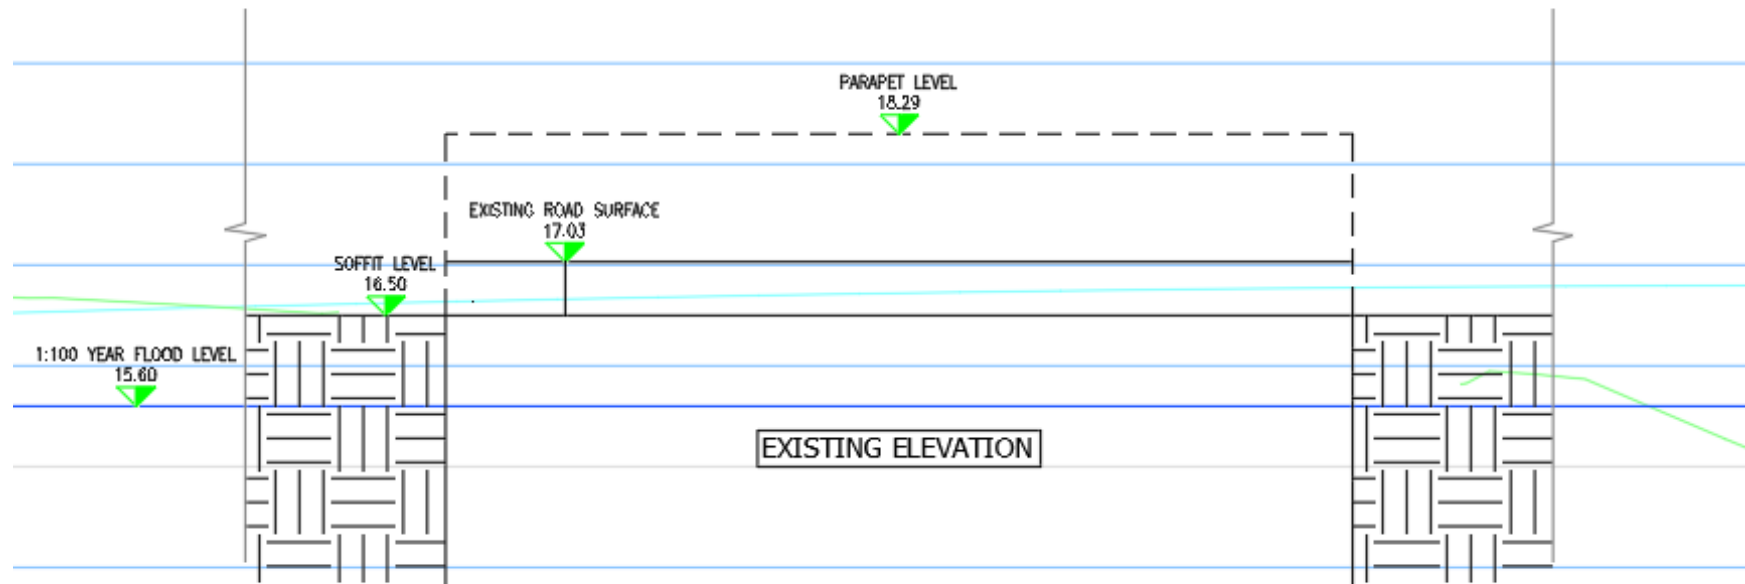 PARAPET LEVEL
18.29
EXISTING ROAD SURFACE
17.03
SOFFIT LEVEL
16.50
1:100 YEAR FLOOD LEVEL
15.60
EXISTING ELEVATION